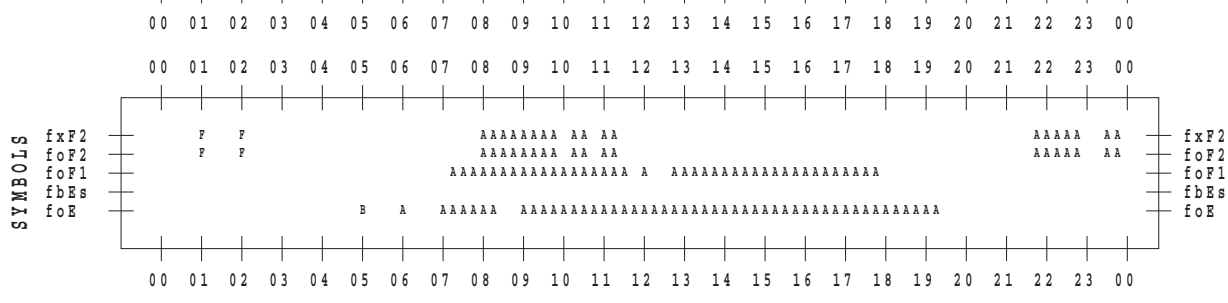 00 01 02 03 04 05 06 07 08 09 10 11 12 13 14 15 16 17 18 19 20 21 22 23 00
00 01 02 03 04 05 06 07 08 09 10 11 12 13 14 15 16 17 18 19 20 21 22 23 00
SYMBOLS
fxF2 F F AAAAAAAA AA AA AAAAA AA fxF2
foF2 F F AAAAAAAA AA AA AAAAA AA foF2
foF1 AAAAAAAAAAAAAAAAAA A AAAAAAAAAAAAAAAAAAAAA foF1
fbEs fbEs
foE B A AAAAAA AAAAAAAAAAAAAAAAAAAAAAAAAAAAAAAAAAAAAAAAAA foE
00 01 02 03 04 05 06 07 08 09 10 11 12 13 14 15 16 17 18 19 20 21 22 23 00